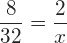 8/32 = 2/x